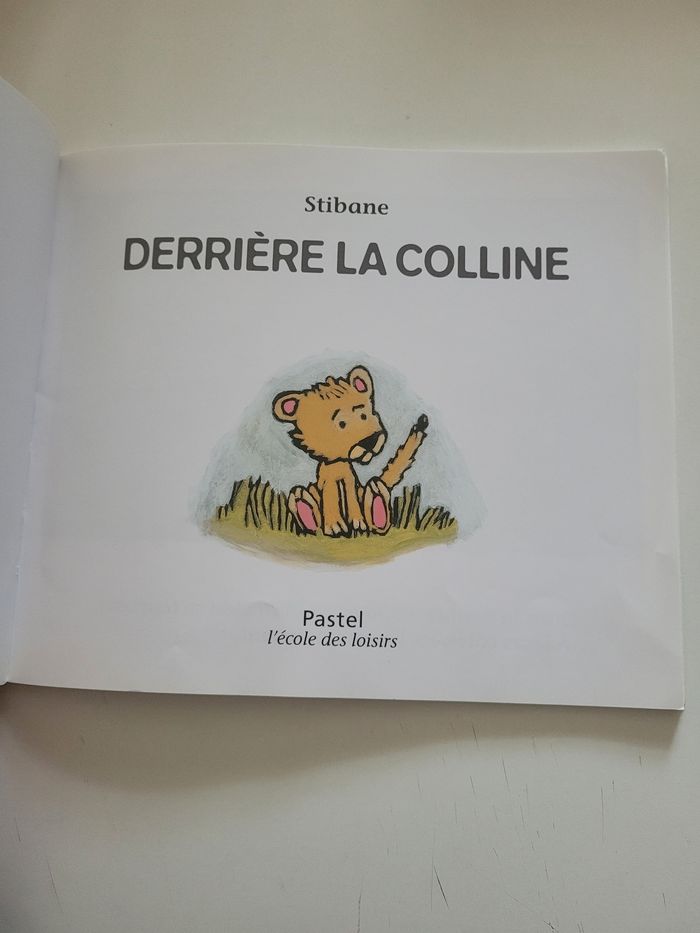 Stibane
DERRIÈRE LA COLLINE
Pastel
l'école des loisirs